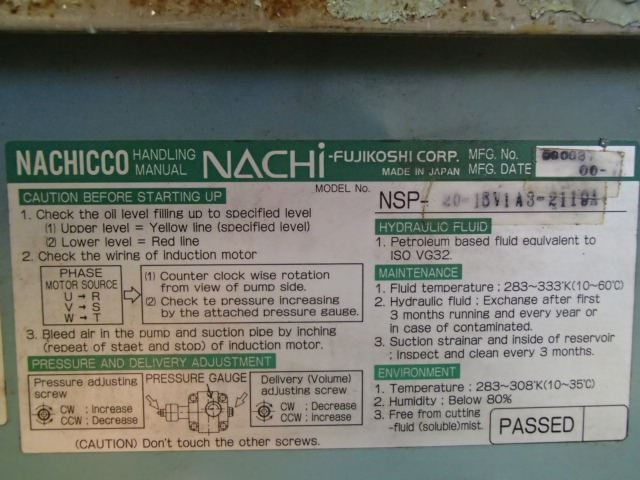 NACHICCO HANDLING MANUAL NACHI-FUJIKOSHI CORP. MADE IN JAPAN
MFG. No.
MFG. DATE 00-
MODEL No. NSP- 20-15V1A3-2119A
CAUTION BEFORE STARTING UP
1. Check the oil level filling up to specified level
(1) Upper level = Yellow line (specified level)
(2) Lower level = Red line
2. Check the wiring of induction motor
PHASE
MOTOR SOURCE
U → R
V → S
W → T
(1) Counter clock wise rotation
from view of pump side.
(2) Check te pressure increasing
by the attached pressure gauge.
3. Bleed air in the pump and suction pipe by inching
(repeat of staet and stop) of induction motor.
PRESSURE AND DELIVERY ADJUSTMENT
Pressure adjusting
screw
CW : Increase
CCW : Decrease
PRESSURE GAUGE
Delivery (Volume)
adjusting screw
CW : Decrease
CCW : Increase
(CAUTION) Don't touch the other screws.
HYDRAULIC FLUID
1. Petroleum based fluid equivalent to
ISO VG32.
MAINTENANCE
1. Fluid temperature : 283~333°K(10~60°C)
2. Hydraulic fluid : Exchange after first
3 months running and every year or
in case of contaminated.
3. Suction strainar and inside of reservoir
: Inspect and clean every 3 months.
ENVIRONMENT
1. Temperature : 283~308°K(10~35°C)
2. Humidity : Below 80%
3. Free from cutting
-fluid (soluble)mist.
PASSED